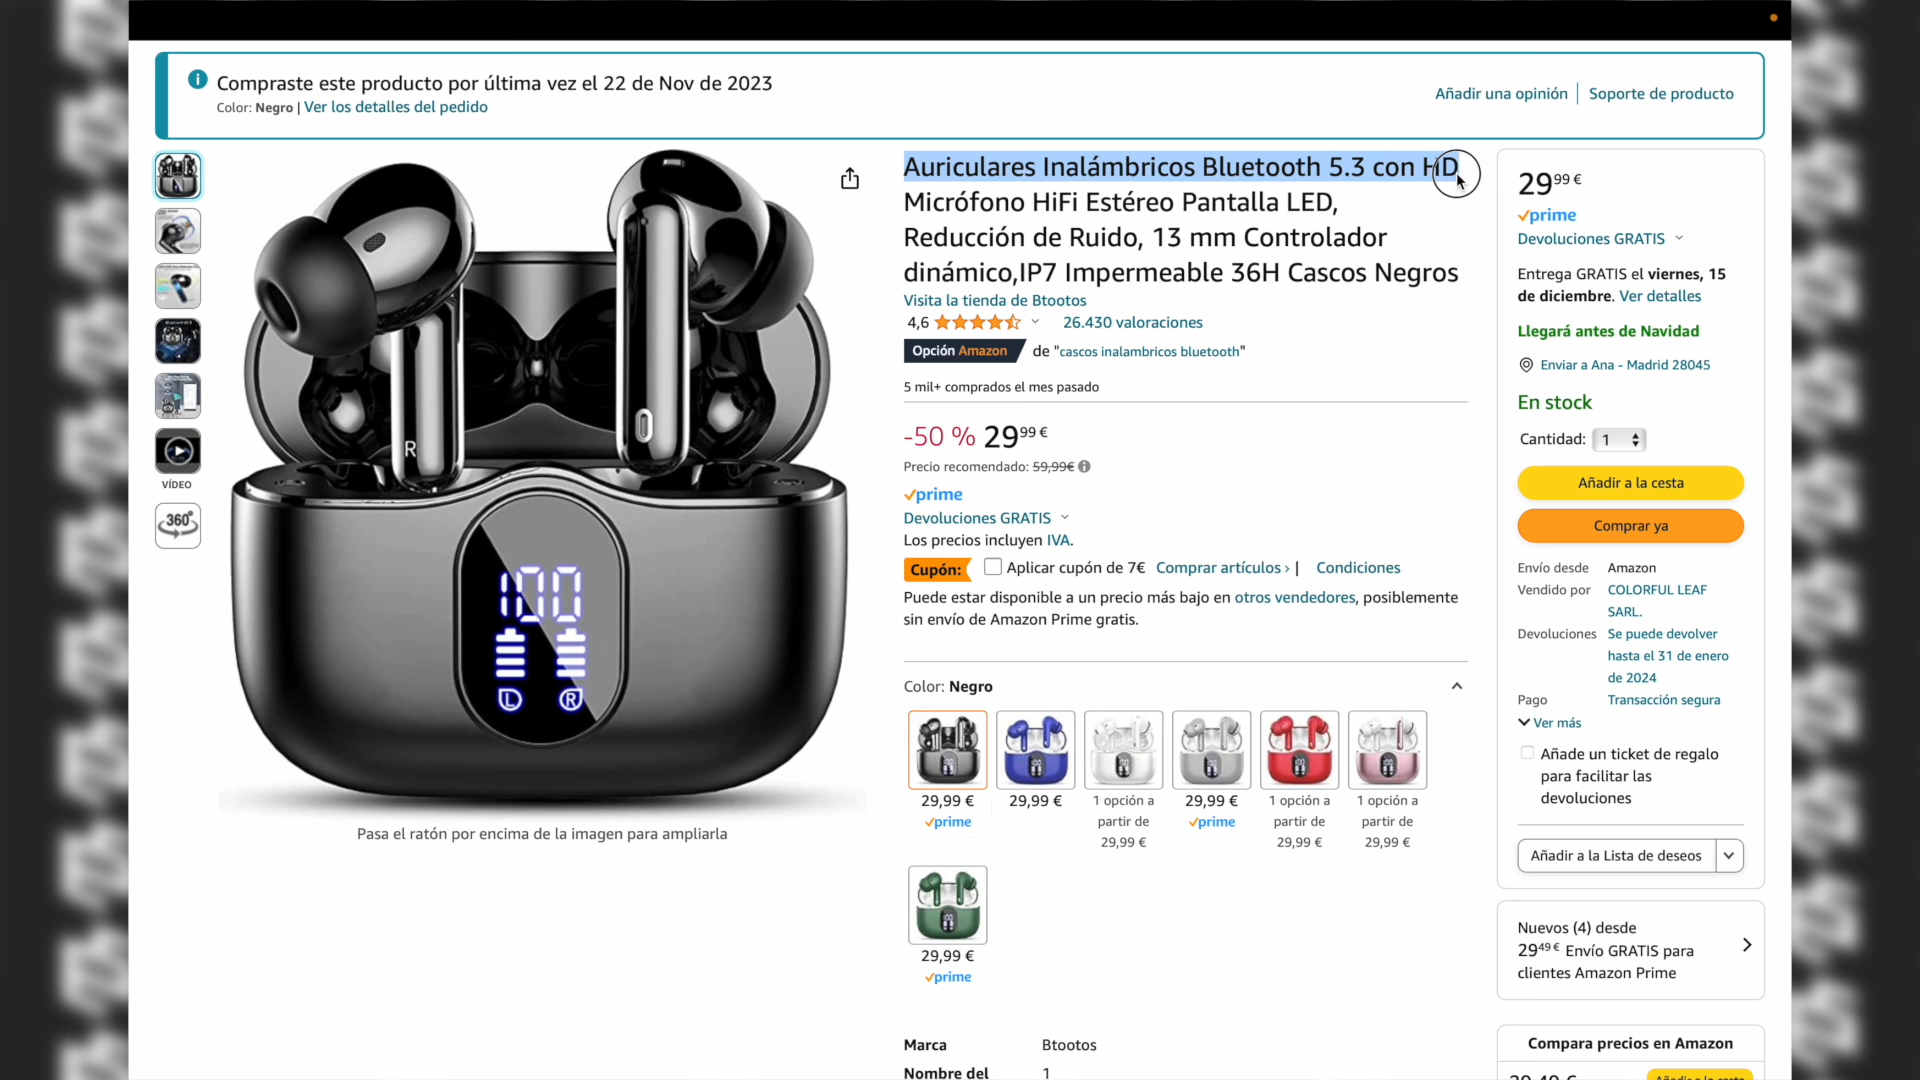 Compraste este producto por última vez el 22 de Nov de 2023
Color: Negro | Ver los detalles del pedido
Añadir una opinión
Soporte de producto
VÍDEO
360°
R
100
L R
Pasa el ratón por encima de la imagen para ampliarla
Auriculares Inalámbricos Bluetooth 5.3 con HD
Micrófono HiFi Estéreo Pantalla LED,
Reducción de Ruido, 13 mm Controlador
dinámico,IP7 Impermeable 36H Cascos Negros
Visita la tienda de Btootos
4,6
26.430 valoraciones
Opción Amazon de "cascos inalambricos bluetooth"
5 mil+ comprados el mes pasado
-50 % 29 99 €
Precio recomendado: 59,99€
prime
Devoluciones GRATIS
Los precios incluyen IVA.
Cupón: Aplicar cupón de 7€ Comprar artículos › | Condiciones
Puede estar disponible a un precio más bajo en otros vendedores, posiblemente
sin envío de Amazon Prime gratis.
Color: Negro
29,99 €
prime
29,99 €
1 opción a
partir de
29,99 €
29,99 €
prime
1 opción a
partir de
29,99 €
1 opción a
partir de
29,99 €
29,99 €
prime
Marca Btootos
Nombre del 1
29 99 €
prime
Devoluciones GRATIS
Entrega GRATIS el viernes, 15
de diciembre. Ver detalles
Llegará antes de Navidad
Enviar a Ana - Madrid 28045
En stock
Cantidad: 1
Añadir a la cesta
Comprar ya
Envío desde Amazon
Vendido por COLORFUL LEAF
SARL.
Devoluciones Se puede devolver
hasta el 31 de enero
de 2024
Pago Transacción segura
Ver más
Añade un ticket de regalo
para facilitar las
devoluciones
Añadir a la Lista de deseos
Nuevos (4) desde
29 49 € Envío GRATIS para
clientes Amazon Prime
Compara precios en Amazon